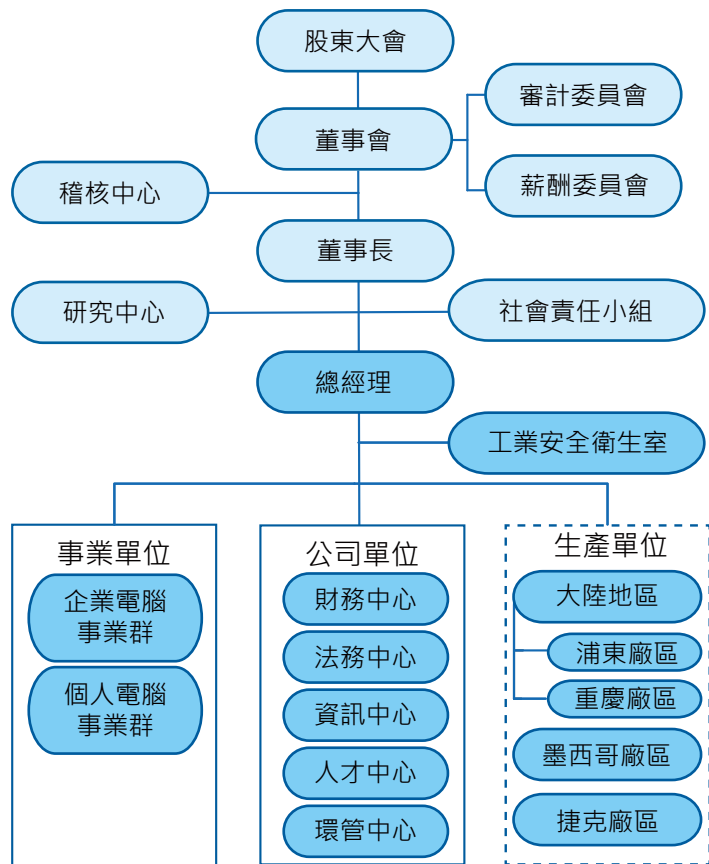 股東大會
審計委員會
董事會
薪酬委員會
稽核中心
董事長
研究中心
社會責任小組
總經理
工業安全衛生室
事業單位
企業電腦
事業群
個人電腦
事業群
公司單位
財務中心
法務中心
資訊中心
人才中心
環管中心
生產單位
大陸地區
浦東廠區
重慶廠區
墨西哥廠區
捷克廠區